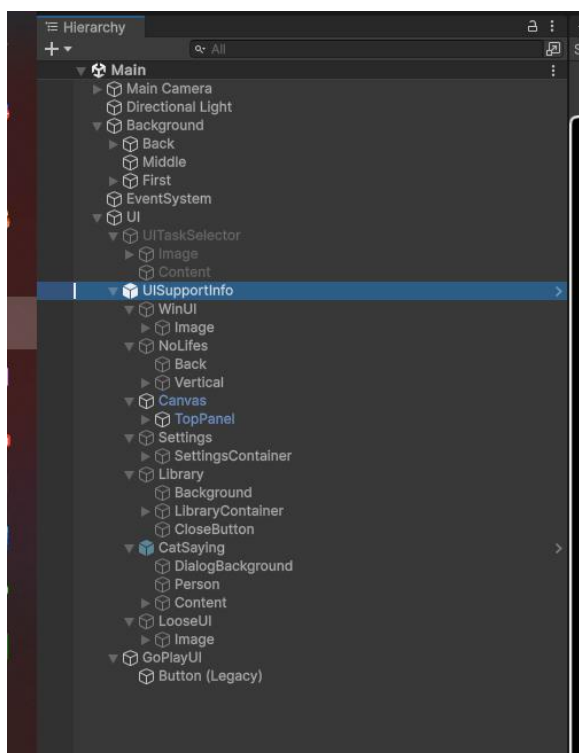 Hierarchy
All
Main
Main Camera
Directional Light
Background
Back
Middle
First
EventSystem
UI
UITaskSelector
Image
Content
UISupportInfo
WinUI
Image
NoLifes
Back
Vertical
Canvas
TopPanel
Settings
SettingsContainer
Library
Background
LibraryContainer
CloseButton
CatSaying
DialogBackground
Person
Content
LooseUI
Image
GoPlayUI
Button (Legacy)